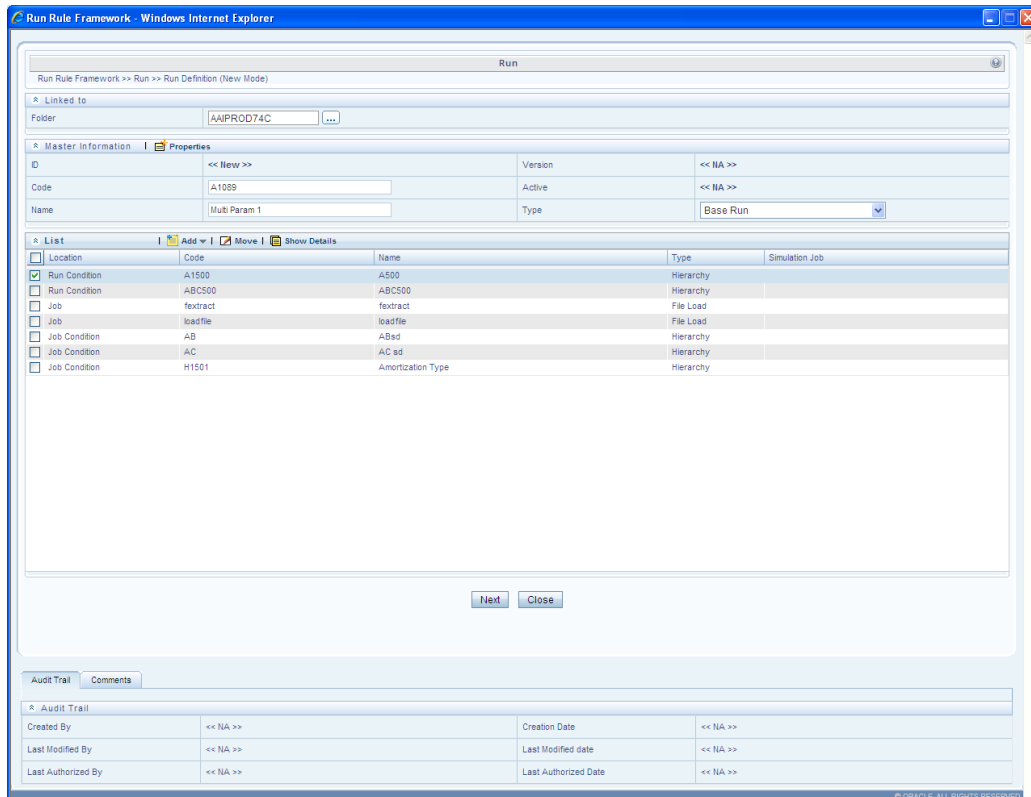 Run Rule Framework - Windows Internet Explorer
Run
Run Rule Framework >> Run >> Run Definition (New Mode)
Linked to
Folder AAIPROD74C ...
Master Information | Properties
ID << New >> Version << NA >>
Code A1089 Active << NA >>
Name Multi Param 1 Type Base Run
List | Add | Move | Show Details
Location Code Name Type Simulation Job
Run Condition A1500 A500 Hierarchy
Run Condition ABC500 ABC500 Hierarchy
Job fextract fextract File Load
Job loadfile loadfile File Load
Job Condition AB ABsd Hierarchy
Job Condition AC AC sd Hierarchy
Job Condition H1501 Amortization Type Hierarchy
Next Close
Audit Trail Comments
Audit Trail
Created By << NA >> Creation Date << NA >>
Last Modified By << NA >> Last Modified date << NA >>
Last Authorized By << NA >> Last Authorized Date << NA >>
© ORACLE, ALL RIGHTS RESERVED